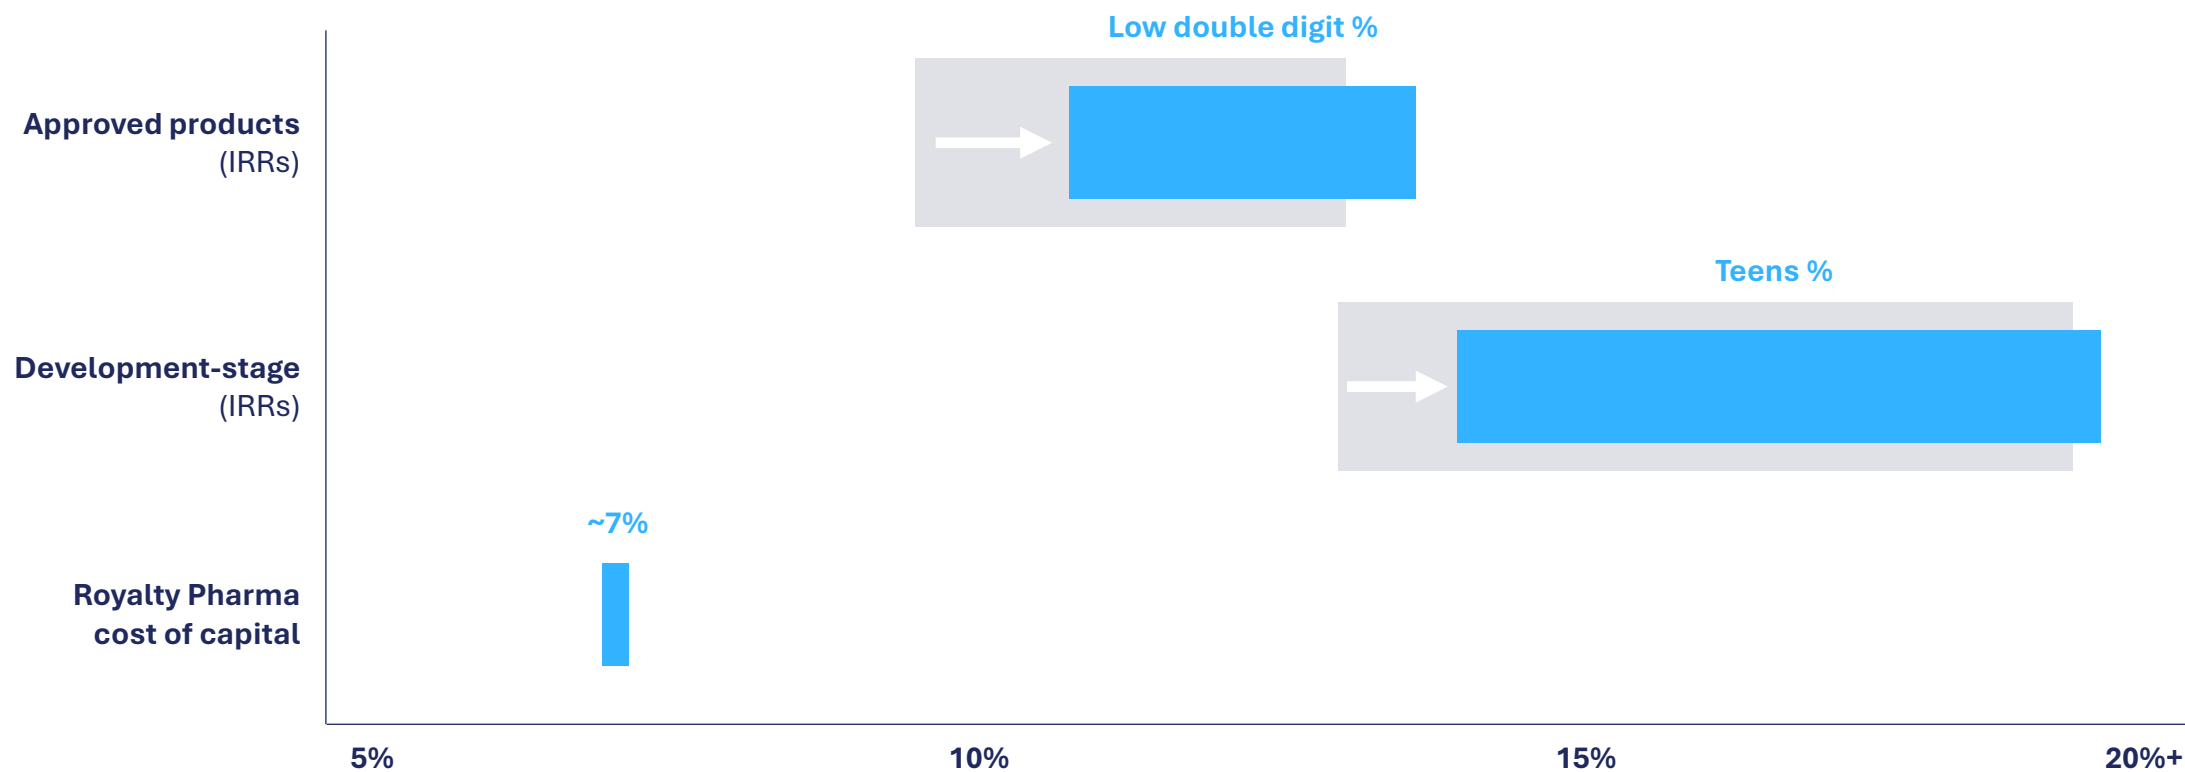 Low double digit %
Approved products
(IRRs)
Teens %
Development-stage
(IRRs)
~7%
Royalty Pharma
cost of capital
5%
10%
15%
20%+